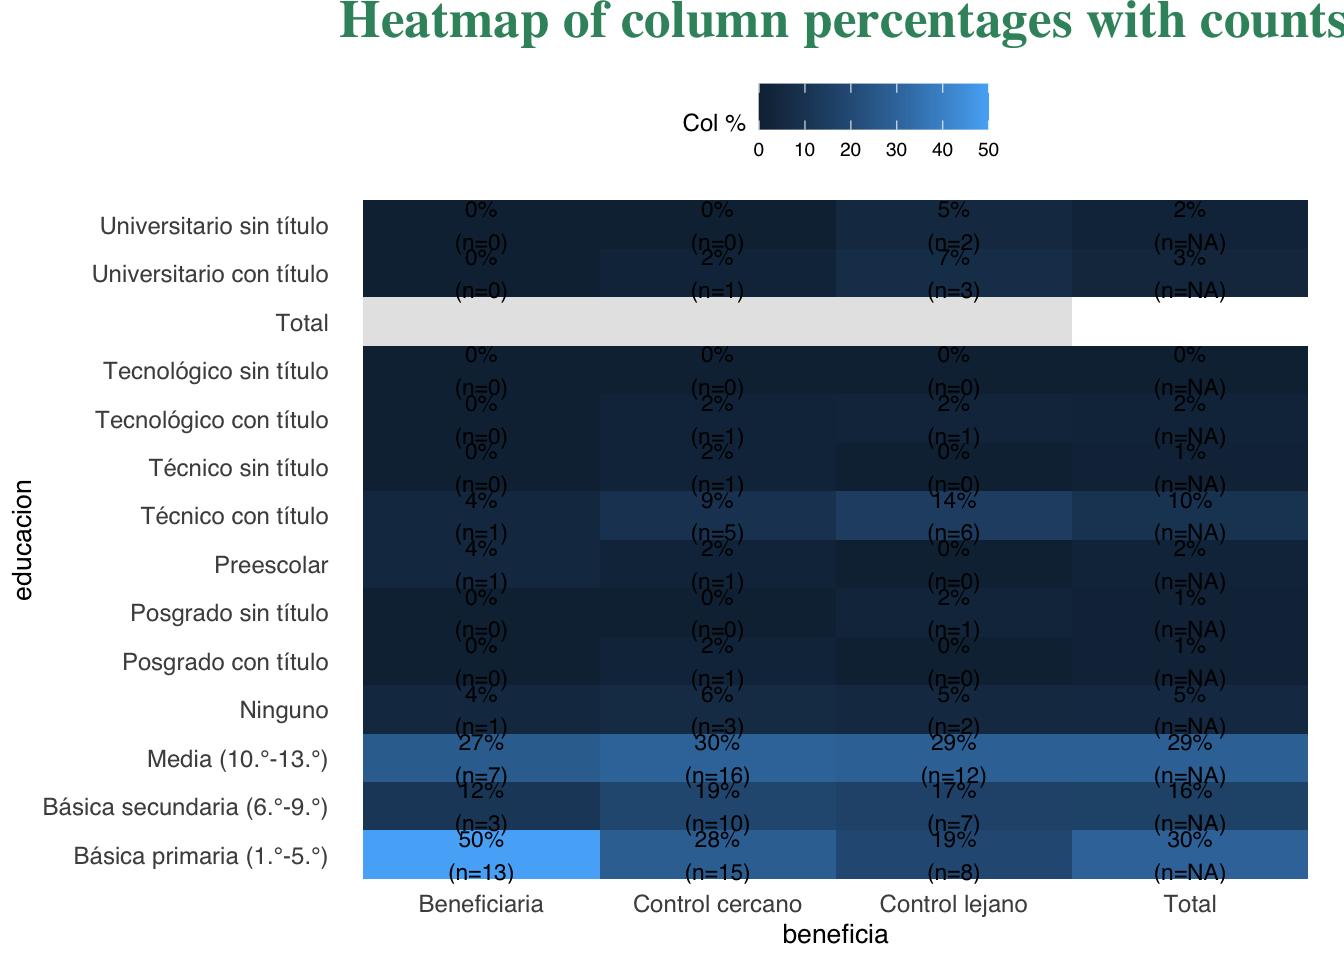 Heatmap of column percentages with counts
Col %
0 10 20 30 40 50
educacion
Universitario sin título 0% 0% 5% 2%
(n=0) (n=0) (n=2) (n=NA)
Universitario con título 0% 2% 7% 3%
(n=0) (n=1) (n=3) (n=NA)
Total
Tecnológico sin título 0% 0% 0% 0%
(n=0) (n=0) (n=0) (n=NA)
Tecnológico con título 0% 2% 2% 2%
(n=0) (n=1) (n=1) (n=NA)
Técnico sin título 0% 2% 0% 1%
(n=0) (n=1) (n=0) (n=NA)
Técnico con título 4% 9% 14% 10%
(n=1) (n=5) (n=6) (n=NA)
Preescolar 4% 2% 0% 2%
(n=1) (n=1) (n=0) (n=NA)
Posgrado sin título 0% 0% 2% 1%
(n=0) (n=0) (n=1) (n=NA)
Posgrado con título 0% 2% 0% 1%
(n=0) (n=1) (n=0) (n=NA)
Ninguno 4% 6% 5% 5%
(n=1) (n=3) (n=2) (n=NA)
Media (10.°-13.°) 27% 30% 29% 29%
(n=7) (n=16) (n=12) (n=NA)
Básica secundaria (6.°-9.°) 12% 19% 17% 16%
(n=3) (n=10) (n=7) (n=NA)
Básica primaria (1.°-5.°) 50% 28% 19% 30%
(n=13) (n=15) (n=8) (n=NA)
Beneficiaria Control cercano Control lejano Total
beneficia